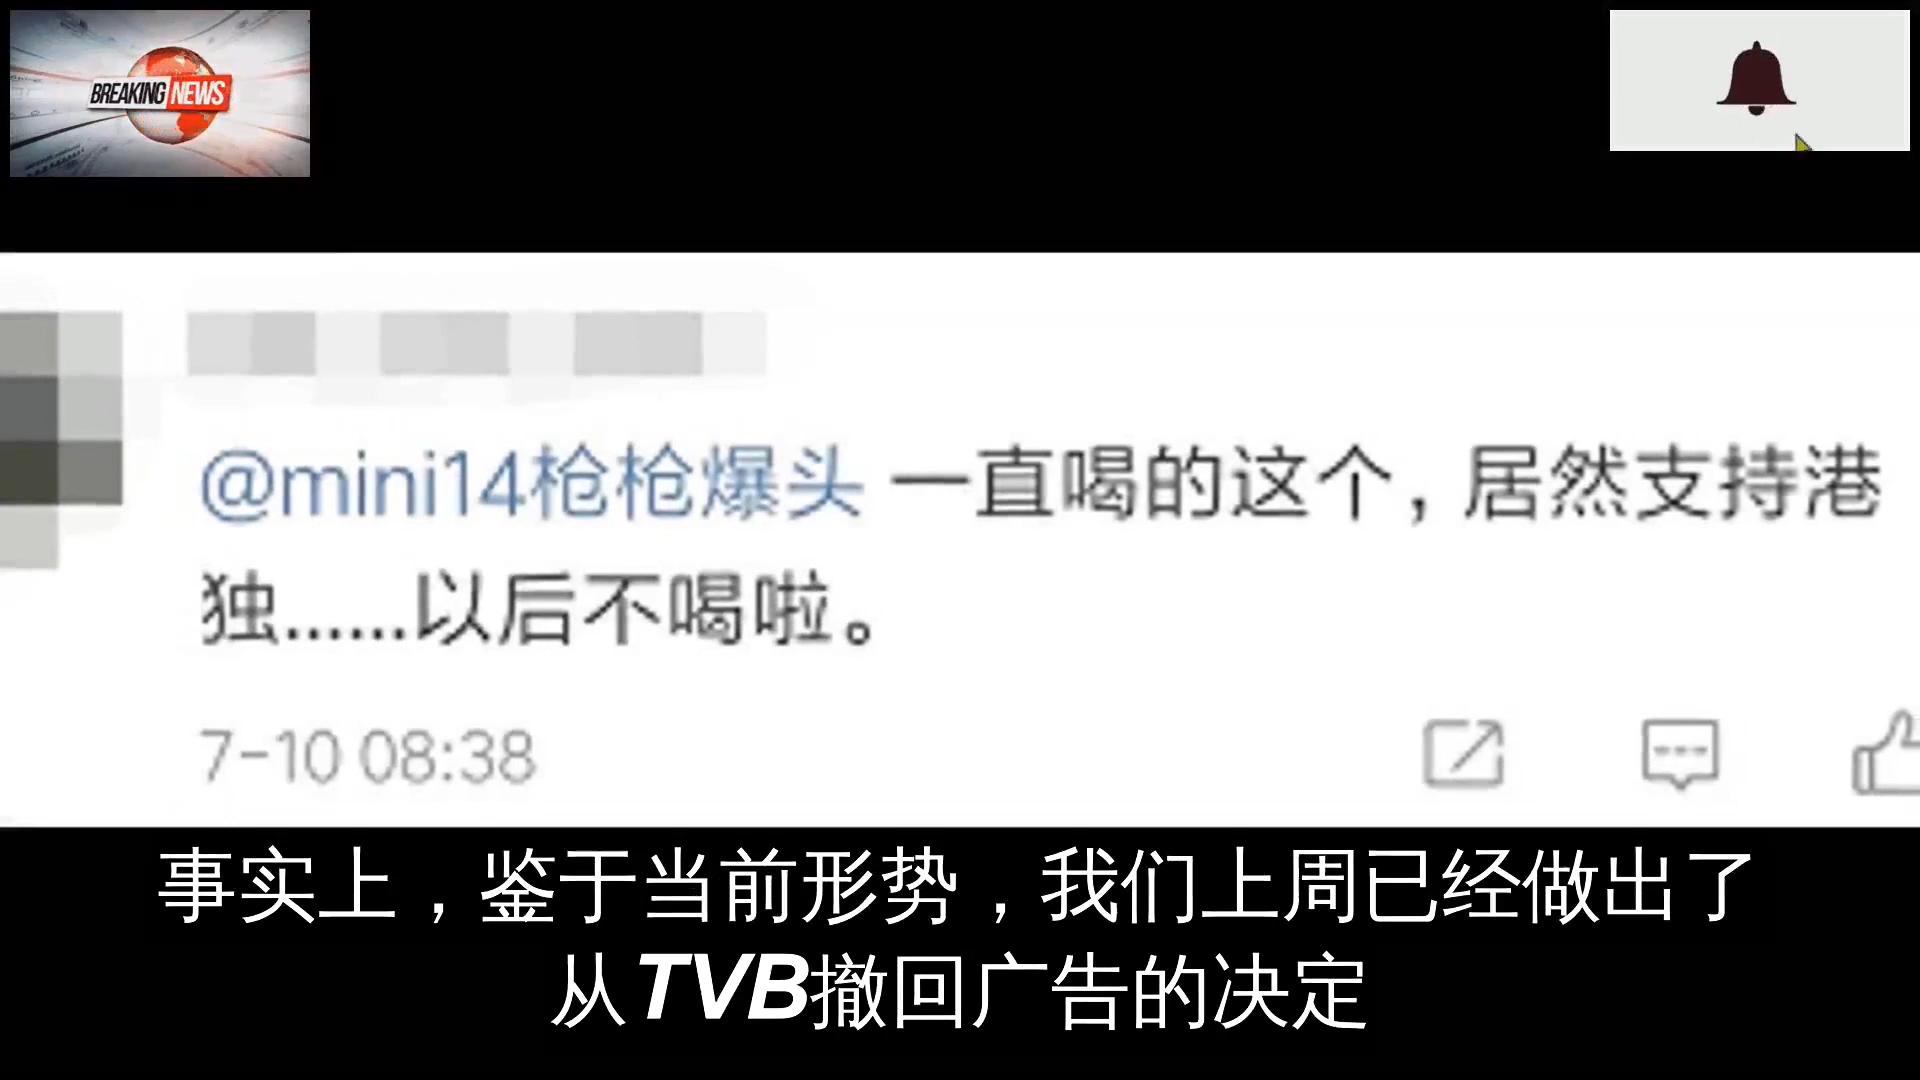 BREAKING NEWS
@mini14枪枪爆头 一直喝的这个，居然支持港
独......以后不喝啦。
7-10 08:38
事实上，鉴于当前形势，我们上周已经做出了
从TVB撤回广告的决定